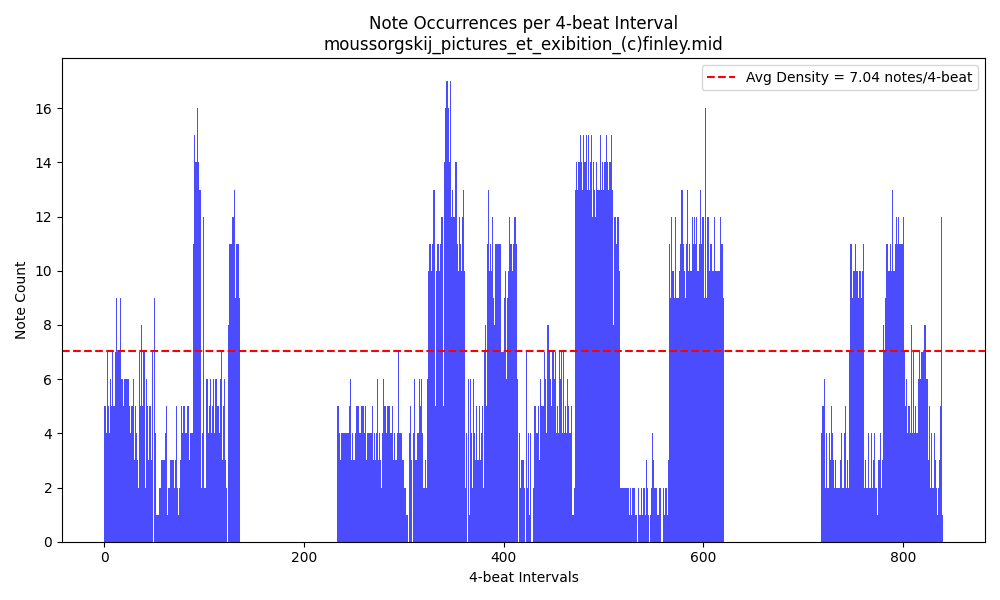 Note Occurrences per 4-beat Interval
moussorgskij_pictures_et_exibition_(c)finley.mid
Avg Density = 7.04 notes/4-beat
Note Count
16
14
12
10
8
6
4
2
0
0 200 400 600 800
4-beat Intervals